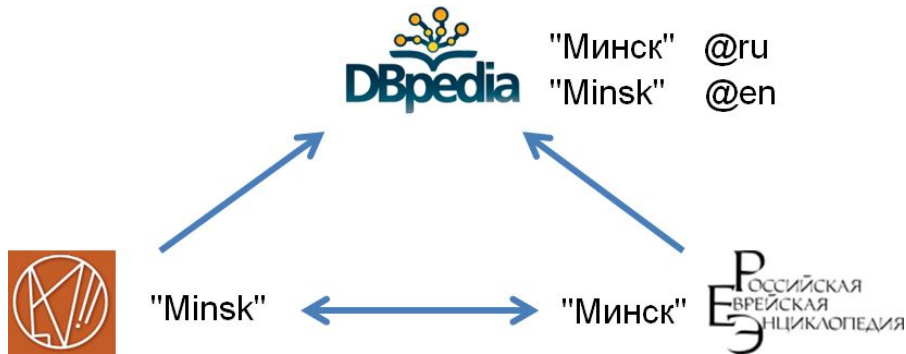 DBpedia
"Минск" @ru
"Minsk" @en
"Minsk"
"Минск"
Российская
Еврейская
Энциклопедия